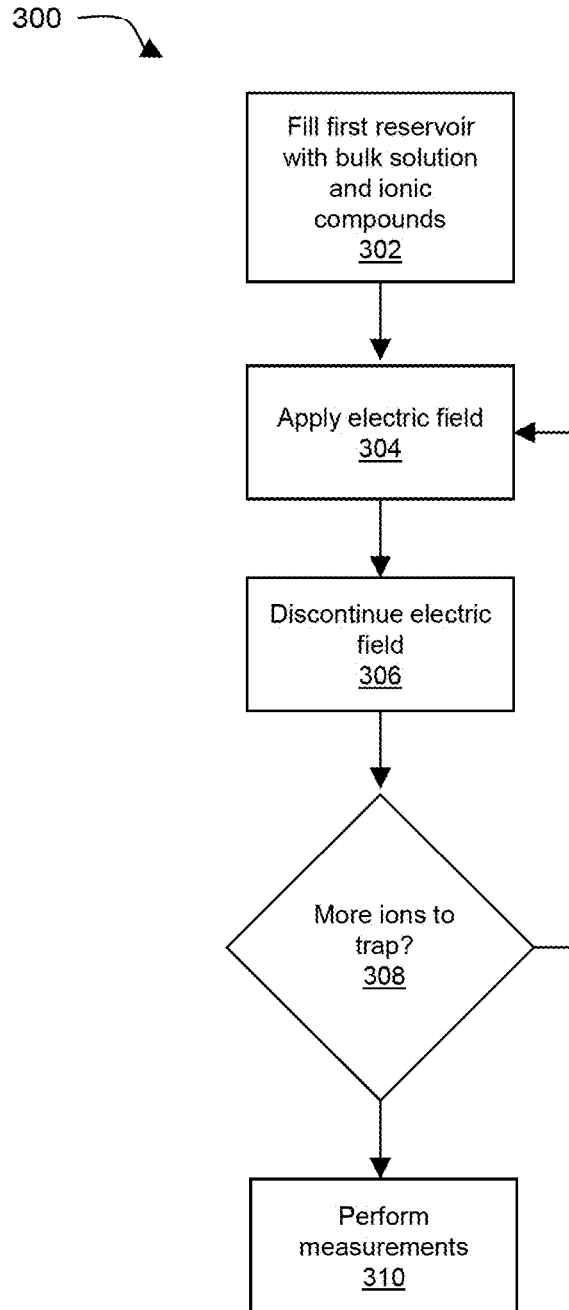 300
Fill first reservoir
with bulk solution
and ionic
compounds
302
Apply electric field
304
Discontinue electric
field
306
More ions to
trap?
308
Perform
measurements
310